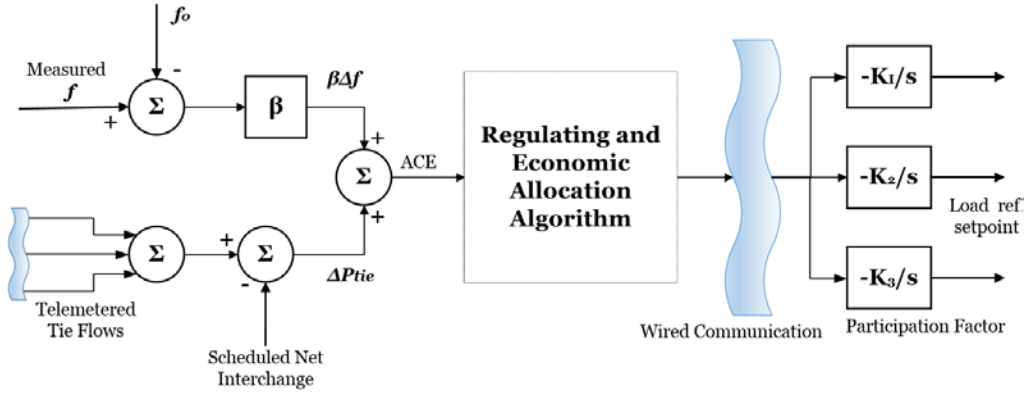 fo
Measured
f
-
+
Σ
β
βΔf
+
Σ
ACE
+
Regulating and
Economic
Allocation
Algorithm
-K₁/s
-K₂/s
-K₃/s
Load ref
setpoint
Σ
+
Σ
-
ΔPtie
Telemetered
Tie Flows
Scheduled Net
Interchange
Wired Communication
Participation Factor